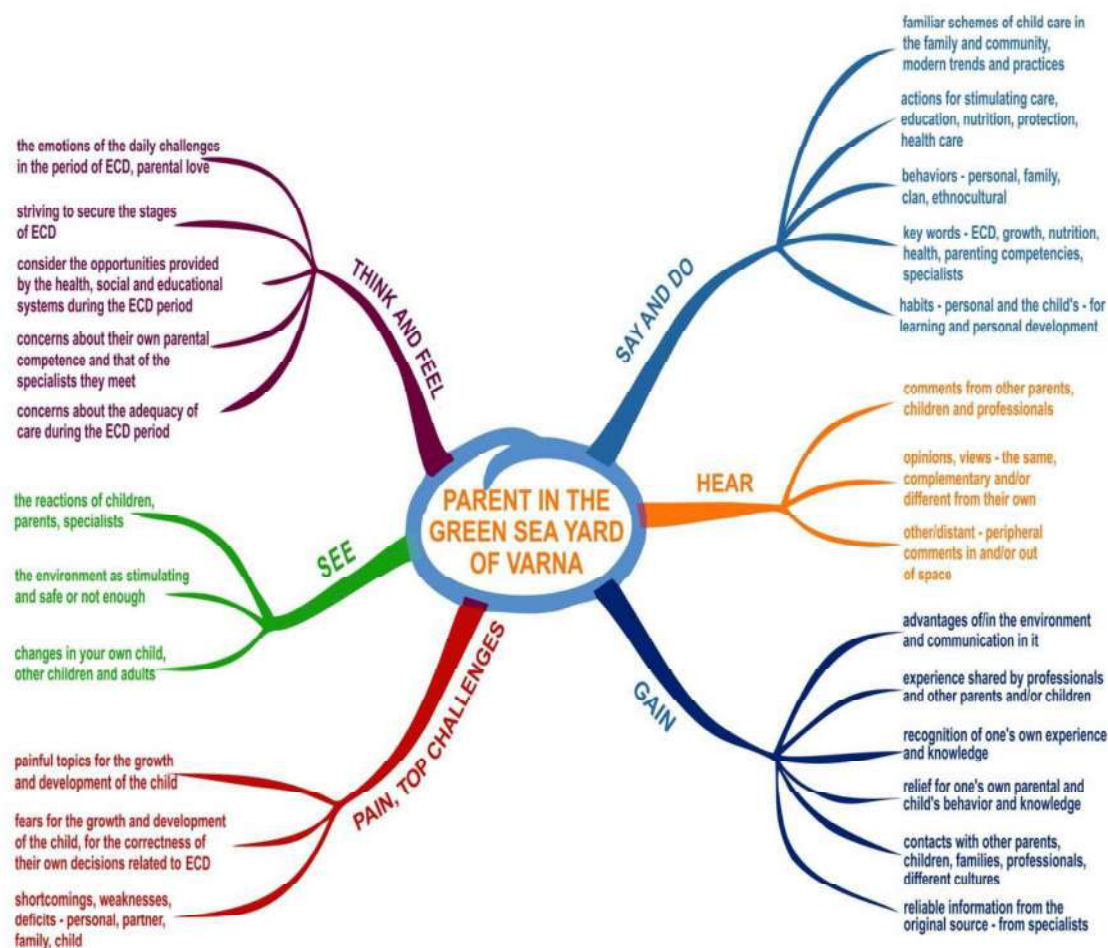 PARENT IN THE
GREEN SEA YARD
OF VARNA
THINK AND FEEL
the emotions of the daily challenges
in the period of ECD, parental love
striving to secure the stages
of ECD
consider the opportunities provided
by the health, social and educational
systems during the ECD period
concerns about their own parental
competence and that of the
specialists they meet
concerns about the adequacy of
care during the ECD period
SEE
the reactions of children,
parents, specialists
the environment as stimulating
and safe or not enough
changes in your own child,
other children and adults
PAIN, TOP CHALLENGES
painful topics for the growth
and development of the child
fears for the growth and development
of the child, for the correctness of
their own decisions related to ECD
shortcomings, weaknesses,
deficits - personal, partner,
family, child
SAY AND DO
familiar schemes of child care in
the family and community,
modern trends and practices
actions for stimulating care,
education, nutrition, protection,
health care
behaviors - personal, family,
clan, ethnocultural
key words - ECD, growth, nutrition,
health, parenting competencies,
specialists
habits - personal and the child's - for
learning and personal development
HEAR
comments from other parents,
children and professionals
opinions, views - the same,
complementary and/or
different from their own
other/distant - peripheral
comments in and/or out
of space
GAIN
advantages of/in the environment
and communication in it
experience shared by professionals
and other parents and/or children
recognition of one's own experience
and knowledge
relief for one's own parental and
child's behavior and knowledge
contacts with other parents,
children, families, professionals,
different cultures
reliable information from the
original source - from specialists